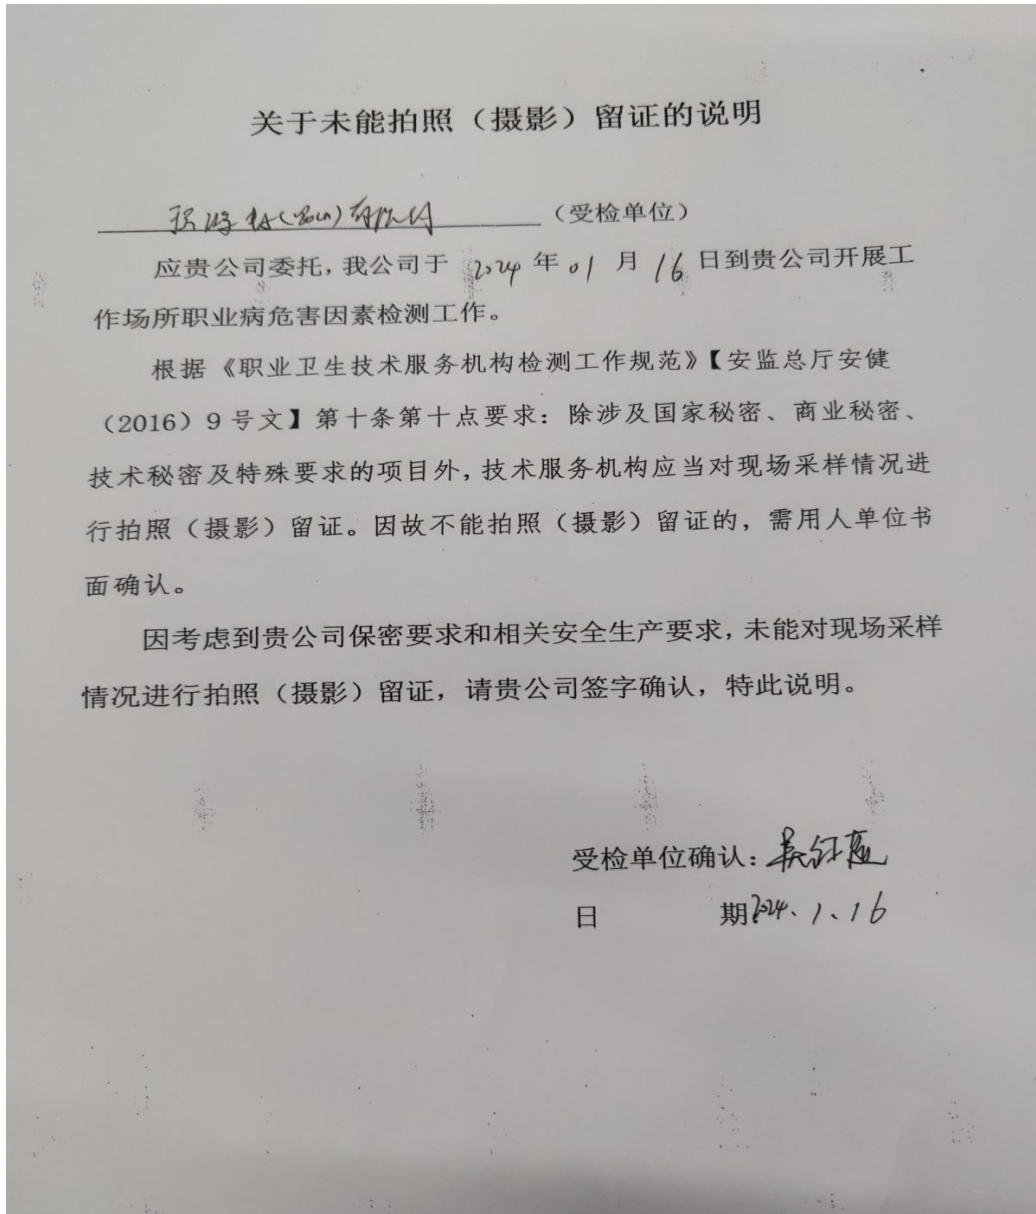 关于未能拍照（摄影）留证的说明
（昆山）有限公司（受检单位）
应贵公司委托，我公司于 2024 年 01 月 16 日到贵公司开展工
作场所职业病危害因素检测工作。
根据《职业卫生技术服务机构检测工作规范》【安监总厅安健
（2016）9 号文】第十条第十点要求：除涉及国家秘密、商业秘密、
技术秘密及特殊要求的项目外，技术服务机构应当对现场采样情况进
行拍照（摄影）留证。因故不能拍照（摄影）留证的，需用人单位书
面确认。
因考虑到贵公司保密要求和相关安全生产要求，未能对现场采样
情况进行拍照（摄影）留证，请贵公司签字确认，特此说明。
受检单位确认：
日 期 2024、1、16